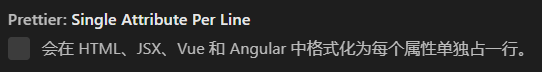 Prettier: Single Attribute Per Line
会在 HTML、JSX、Vue 和 Angular 中格式化为每个属性单独占一行。